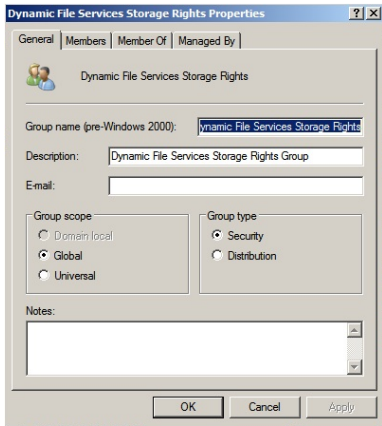 Dynamic File Services Storage Rights Properties
General Members Member Of Managed By
Dynamic File Services Storage Rights
Group name (pre-Windows 2000): ynamic File Services Storage Rights
Description: Dynamic File Services Storage Rights Group
E-mail:
Group scope Group type
Domain local Security
Global Distribution
Universal
Notes:
OK Cancel Apply